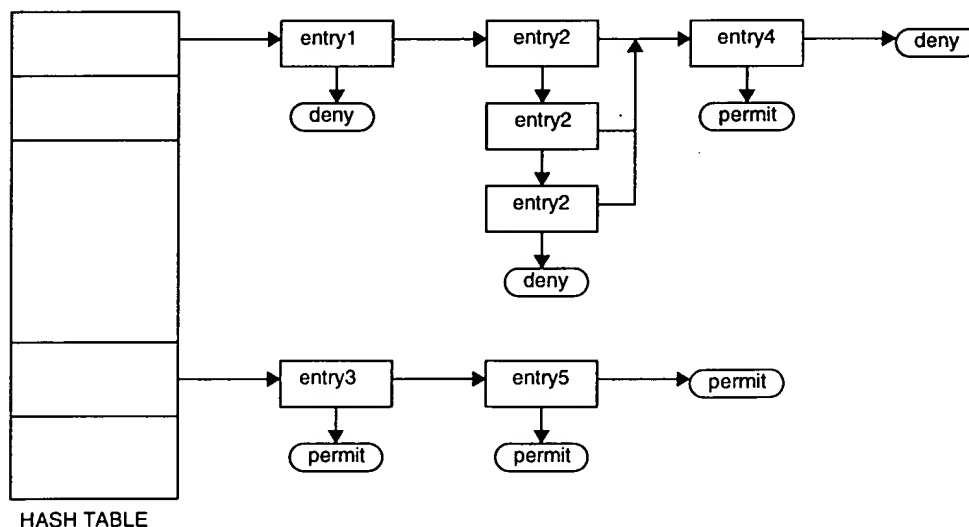 entry1
entry2
entry4
deny
deny
permit
entry2
entry2
deny
entry3
entry5
permit
permit
permit
HASH TABLE